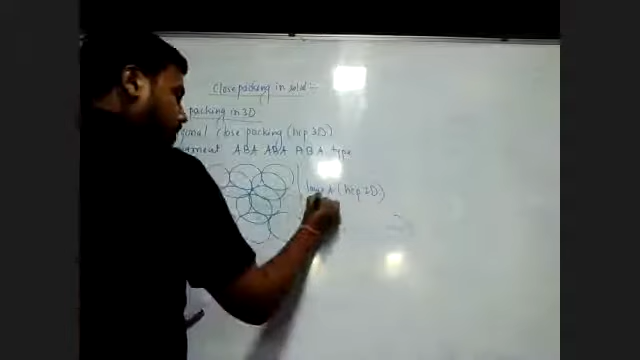 Close packing in solid :-
packing in 3D
gonal close packing (hcp 3D)
ement ABA ABA ABA type
layer A (hcp 2D)